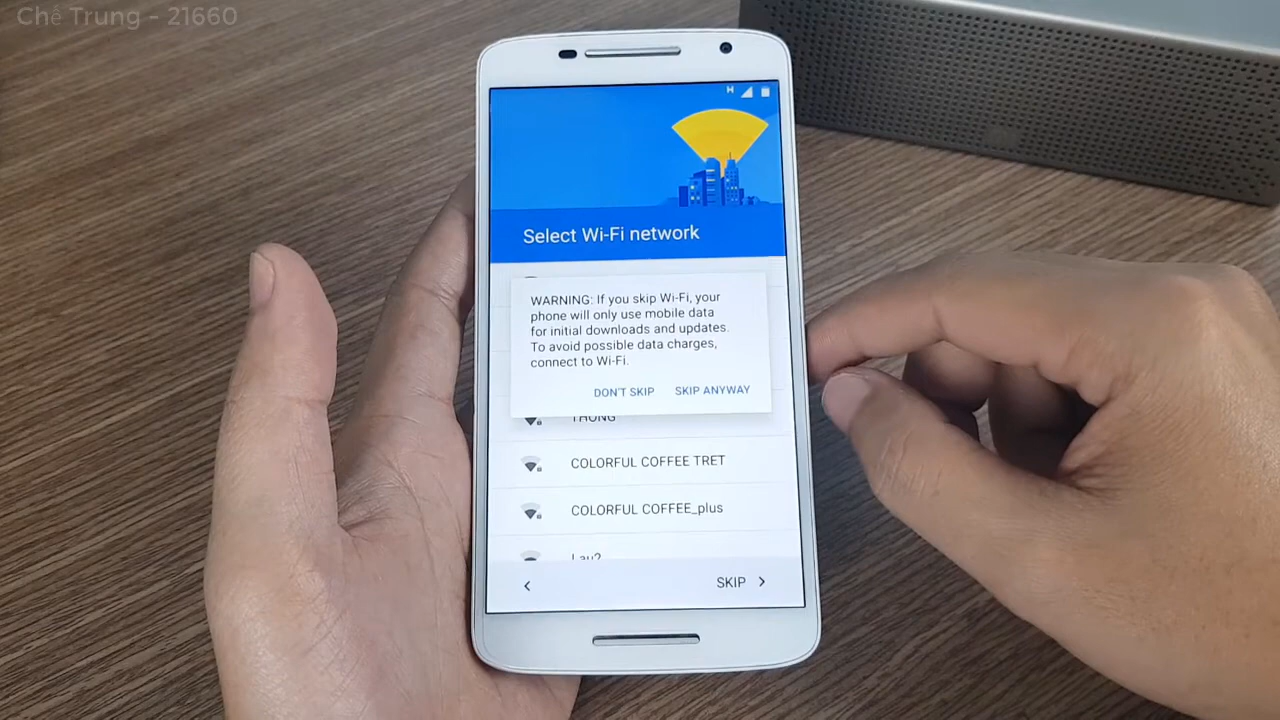 Chế Trung - 21660
H
Select Wi-Fi network
WARNING: If you skip Wi-Fi, your
phone will only use mobile data
for initial downloads and updates.
To avoid possible data charges,
connect to Wi-Fi.
DON'T SKIP SKIP ANYWAY
THONG
COLORFUL COFFEE TRET
COLORFUL COFFEE_plus
Lau2
SKIP